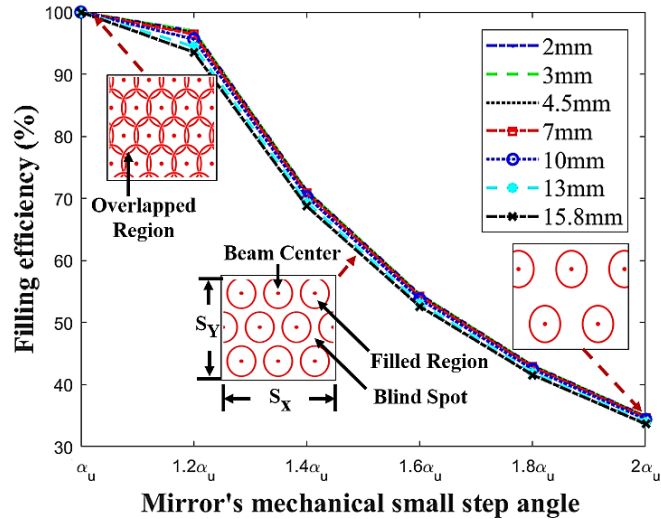 100
90
80
70
60
50
40
30
Filling efficiency (%)
2mm
3mm
4.5mm
7mm
10mm
13mm
15.8mm
Overlapped
Region
Beam Center
S_Y
Filled Region
Blind Spot
S_x
α_u
1.2α_u
1.4α_u
1.6α_u
1.8α_u
2α_u
Mirror's mechanical small step angle